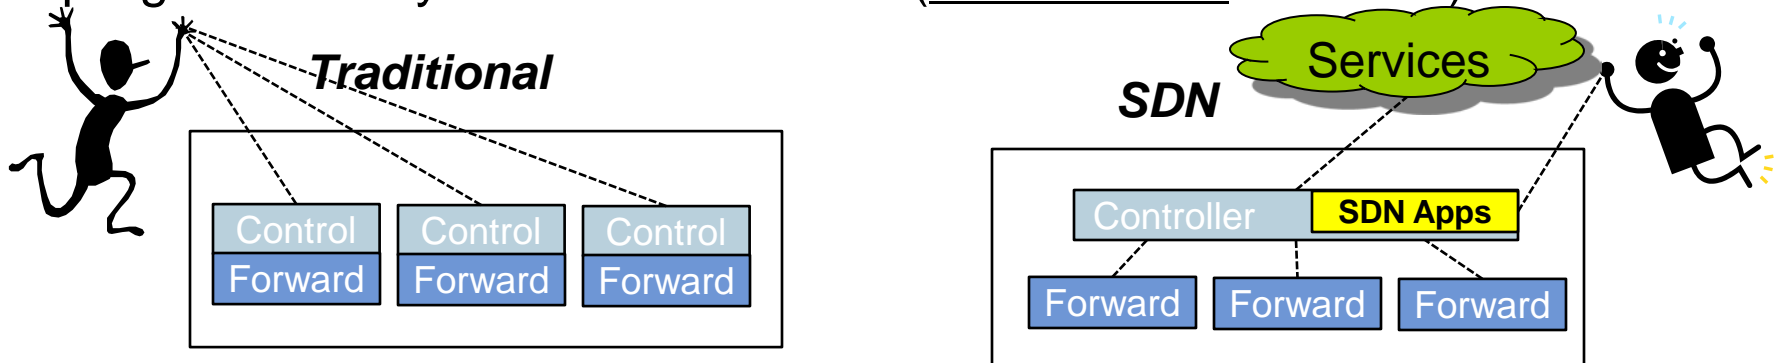 Traditional
Control
Forward
Control
Forward
Control
Forward
SDN
Services
Controller
SDN Apps
Forward
Forward
Forward